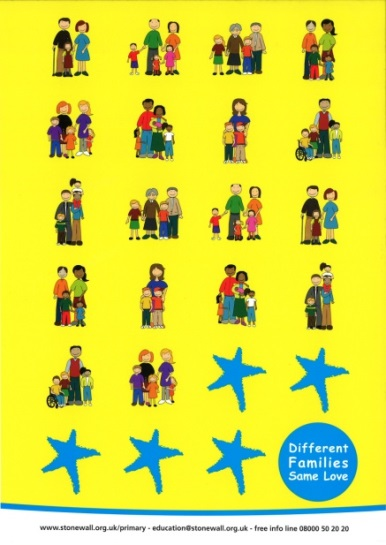 Different
Families
Same Love
www.stonewall.org.uk/primary - education@stonewall.org.uk - free info line 08000 50 20 20